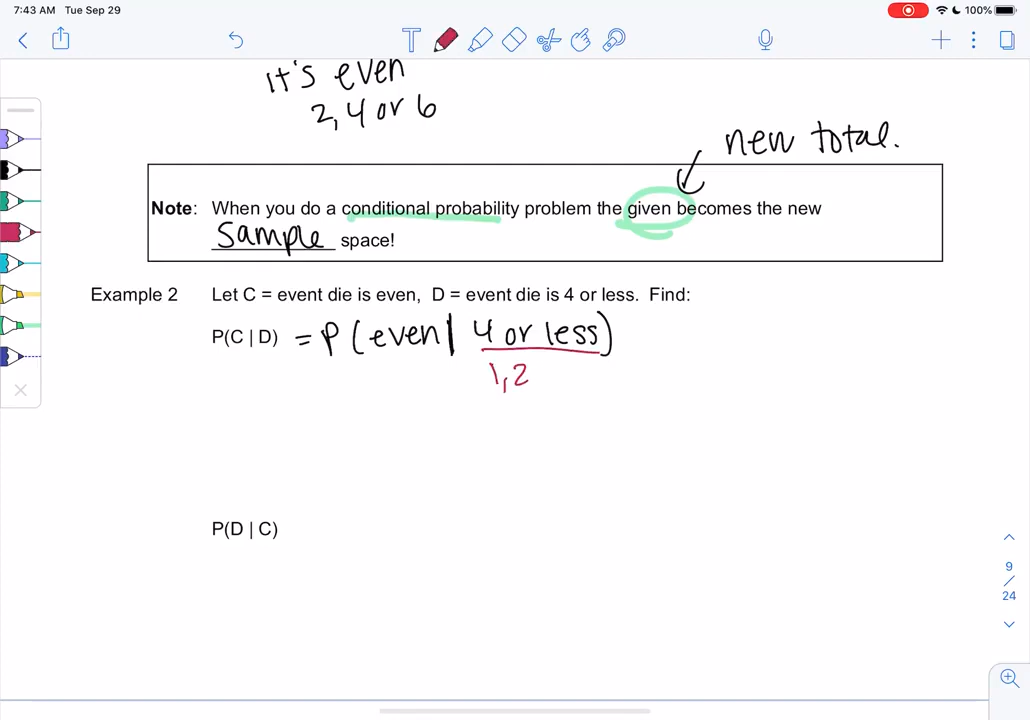 7:43 AM Tue Sep 29
100%
T
it's even
2, 4 or 6
new total.
Note: When you do a conditional probability problem the given becomes the new
sample space!
Example 2 Let C = event die is even, D = event die is 4 or less. Find:
P(C | D) = P(even | 4 or less)
1, 2
P(D | C)
9
/
24